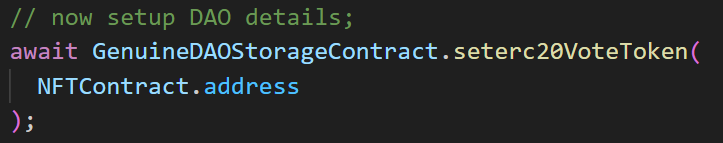 // now setup DAO details;
await GenuineDAOStorageContract.seterc20VoteToken(
NFTContract.address
);